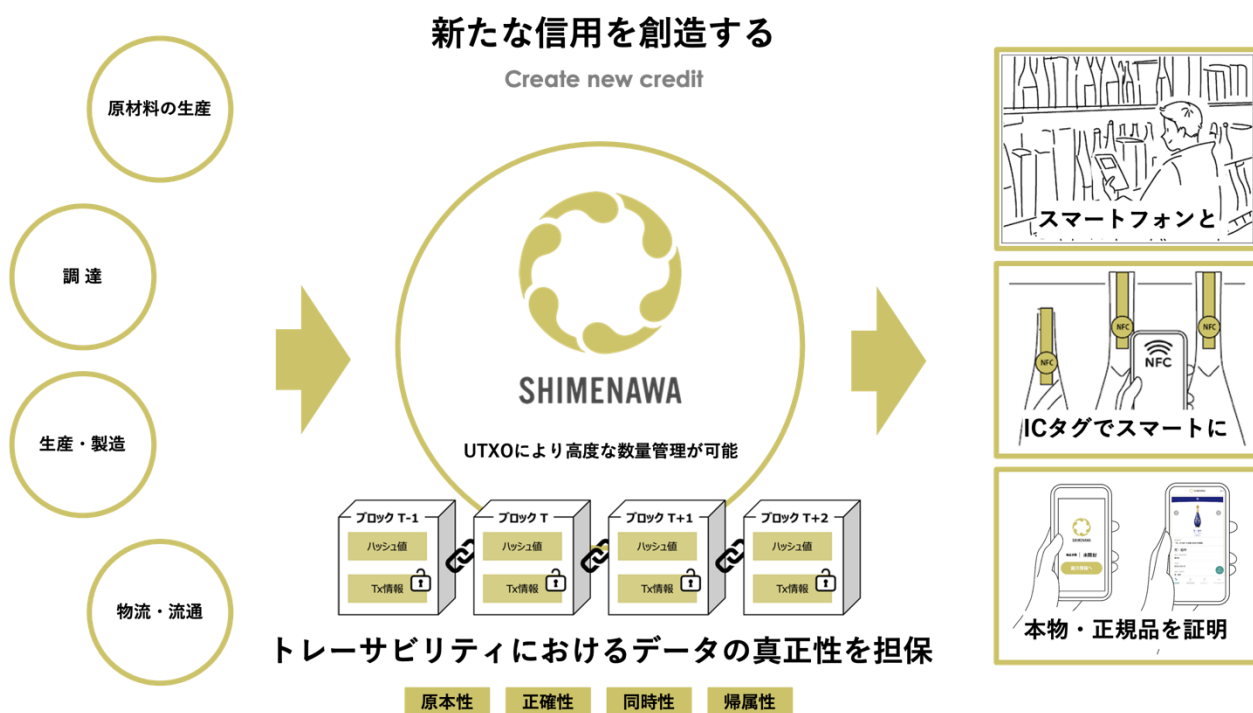 新たな信用を創造する
Create new credit
原材料の生産
調 達
生産・製造
物流・流通
SHIMENAWA
UTXOにより高度な数量管理が可能
ブロック T-1
ハッシュ値
Tx情報
ブロック T
ハッシュ値
Tx情報
ブロック T+1
ハッシュ値
Tx情報
ブロック T+2
ハッシュ値
Tx情報
トレーサビリティにおけるデータの真正性を担保
原本性
正確性
同時性
帰属性
スマートフォンと
NFC
NFC
NFC
NFC
ICタグでスマートに
SHIMENAWA
未開封
本物・正規品を証明